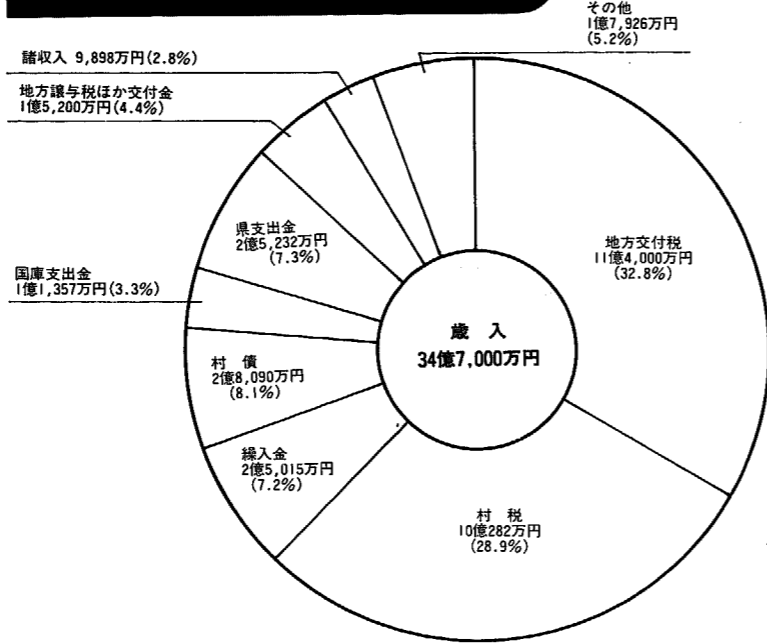 その他
1億7,926万円
(5.2%)
諸収入 9,898万円(2.8%)
地方譲与税ほか交付金
1億5,200万円(4.4%)
県支出金
2億5,232万円
(7.3%)
国庫支出金
1億1,357万円(3.3%)
村 債
2億8,090万円
(8.1%)
繰入金
2億5,015万円
(7.2%)
村 税
10億282万円
(28.9%)
地方交付税
11億4,000万円
(32.8%)
歳 入
34億7,000万円